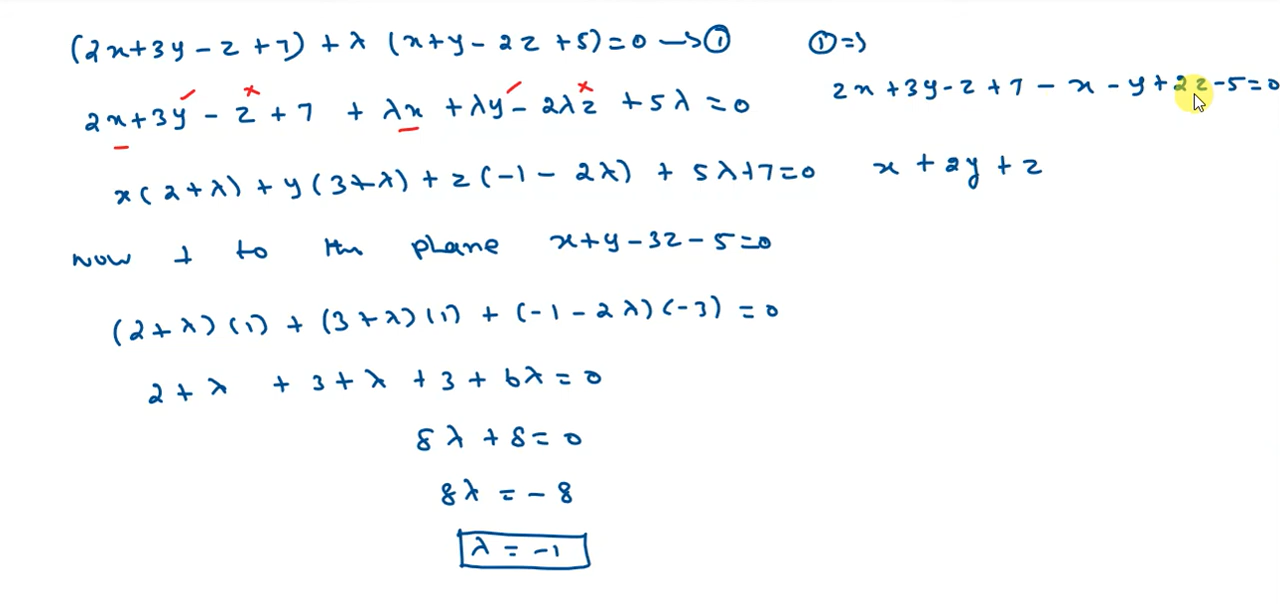 (2x+3y-z+7) + λ (x+y-2z+5)=0 →①
2x+3y - z + 7 + λx + λy - 2λz + 5λ = 0
x(2+λ) + y(3+λ) + z(-1-2λ) + 5λ+7=0
Now ⊥ to the plane x+y-3z-5=0
(2+λ)(1) + (3+λ)(1) + (-1-2λ)(-3) = 0
2+λ + 3+λ + 3 + 6λ = 0
8λ + 8 = 0
8λ = -8
λ = -1
①=>
2x+3y-z+7-x-y+2z-5=0
x + 2y + z